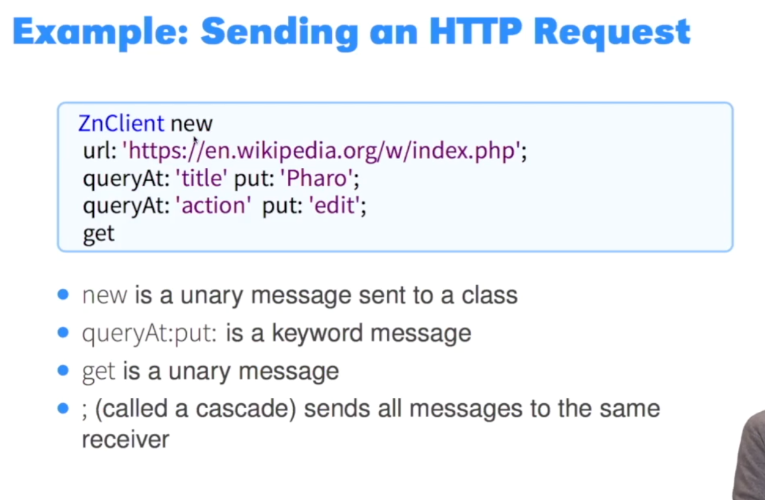 Example: Sending an HTTP Request
ZnClient new
url: 'https://en.wikipedia.org/w/index.php';
queryAt: 'title' put: 'Pharo';
queryAt: 'action' put: 'edit';
get
• new is a unary message sent to a class
• queryAt:put: is a keyword message
• get is a unary message
• ; (called a cascade) sends all messages to the same
receiver